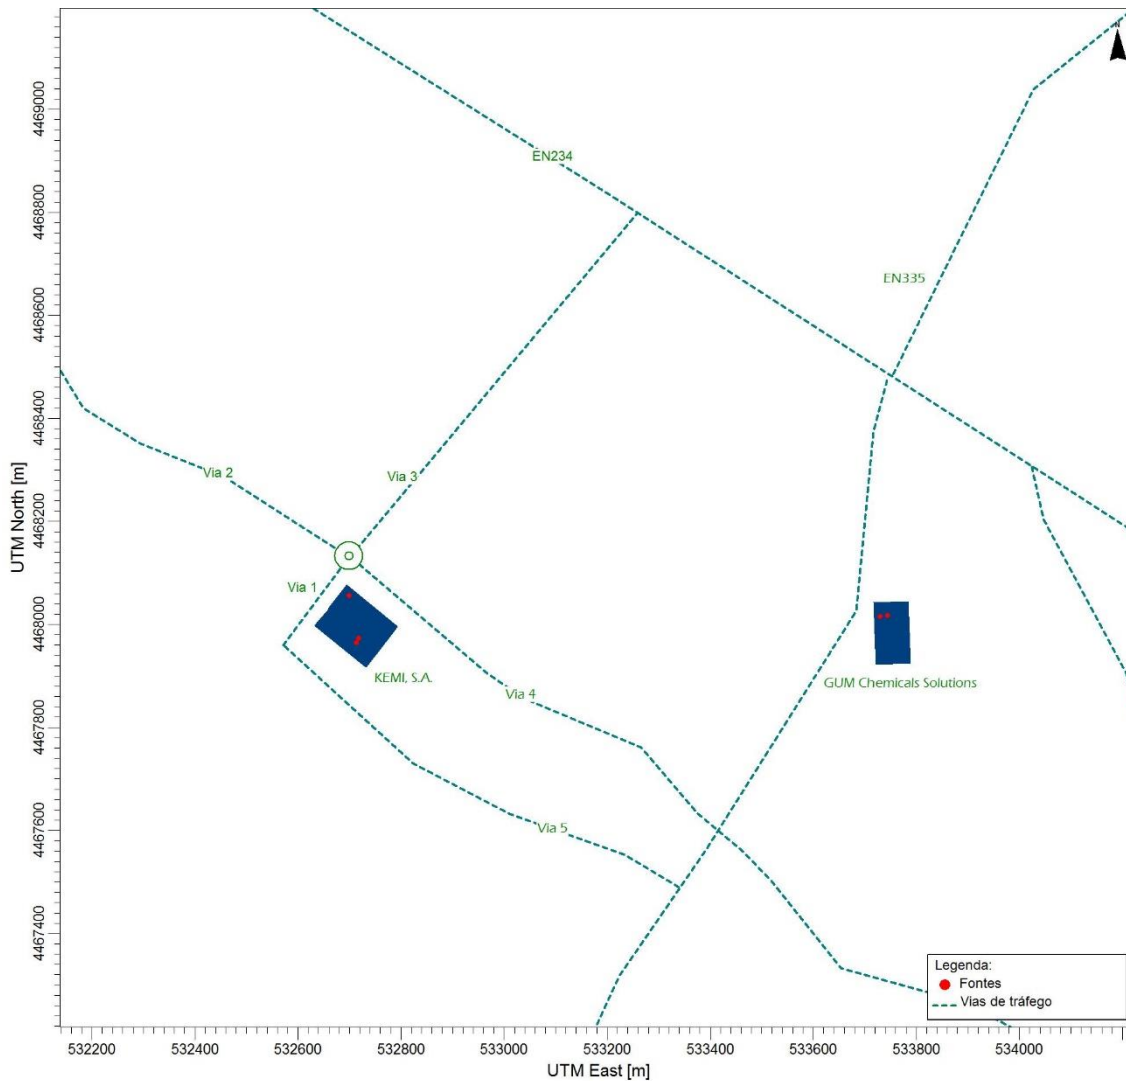 N
EN234
EN335
Via 2
Via 3
Via 1
KEMI, S.A.
GUM Chemicals Solutions
Via 4
Via 5
Legenda:
Fontes
Vias de tráfego
UTM North [m]
4469000
4468800
4468600
4468400
4468200
4468000
4467800
4467600
4467400
532200 532400 532600 532800 533000 533200 533400 533600 533800 534000
UTM East [m]